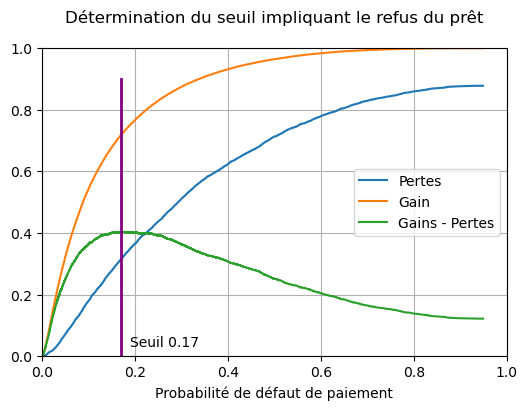 Détermination du seuil impliquant le refus du prêt
1.0
0.8
0.6
0.4
0.2
0.0
Pertes
Gain
Gains - Pertes
Seuil 0.17
0.0 0.2 0.4 0.6 0.8 1.0
Probabilité de défaut de paiement